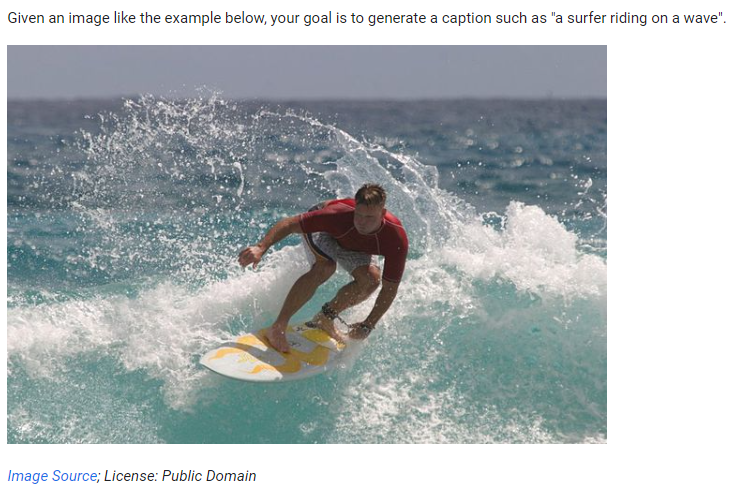 Given an image like the example below, your goal is to generate a caption such as "a surfer riding on a wave".
Image Source; License: Public Domain